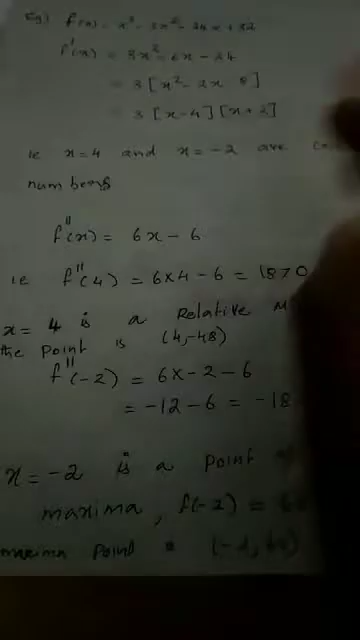 Eg) f(x) = x³ - 3x² - 24x + 32
f'(x) = 3x² - 6x - 24
= 3[x² - 2x 8]
= 3[x-4][x+2]
ie x=4 and x=-2 are
numbers
f''(x) = 6x - 6
ie f''(4) = 6x4 - 6 = 18>0
x = 4 is a Relative
the point is (4,-48)
f''(-2) = 6x-2-6
= -12-6 = -18
x=-2 is a point
maxima, f(-2) =
maxima Point